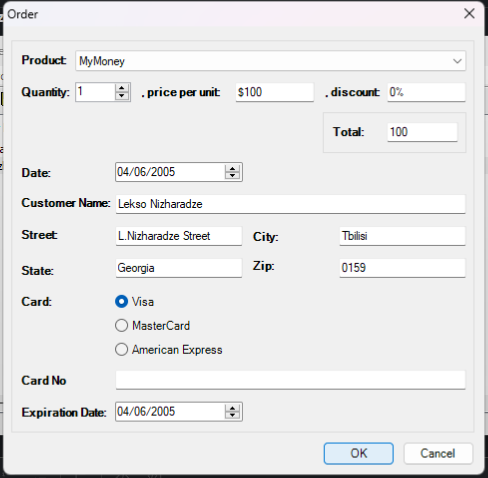 Order
Product: MyMoney
Quantity: 1 , price per unit: $100 , discount: 0%
Total: 100
Date: 04/06/2005
Customer Name: Lekso Nizharadze
Street: L.Nizharadze Street City: Tbilisi
State: Georgia Zip: 0159
Card: Visa
MasterCard
American Express
Card No
Expiration Date: 04/06/2005
OK Cancel